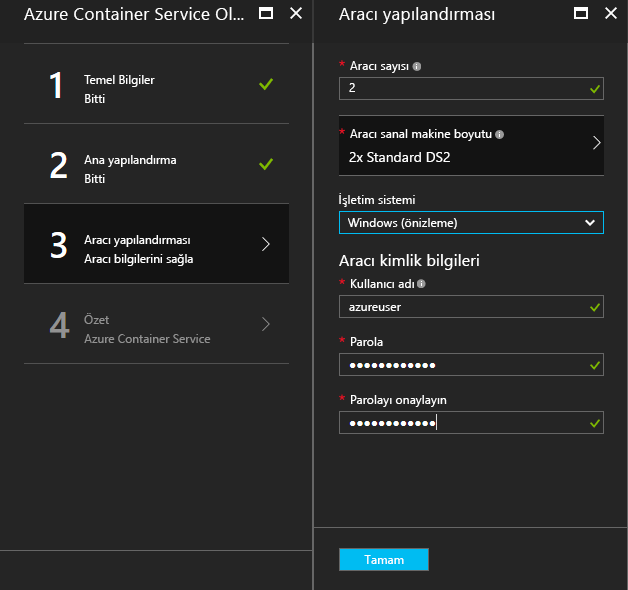 Azure Container Service Ol...
1
Temel Bilgiler
Bitti
2
Ana yapılandırma
Bitti
3
Aracı yapılandırması
Aracı bilgilerini sağla
4
Özet
Azure Container Service
Aracı yapılandırması
* Aracı sayısı
2
* Aracı sanal makine boyutu
2x Standard DS2
İşletim sistemi
Windows (önizleme)
Aracı kimlik bilgileri
* Kullanıcı adı
azureuser
* Parola
••••••••••••
* Parolayı onaylayın
••••••••••••
Tamam